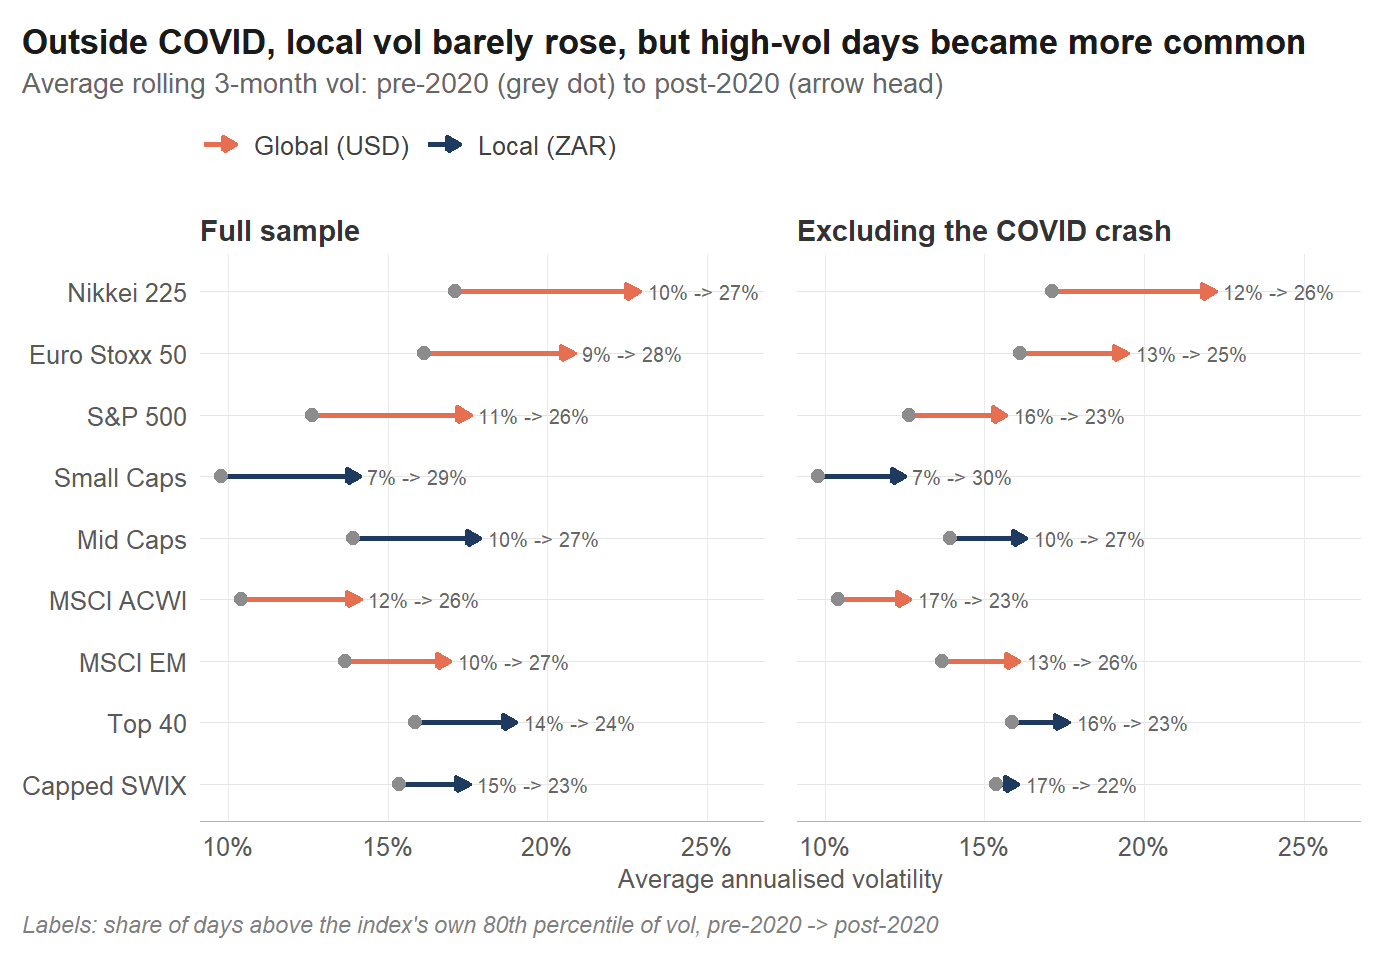 Outside COVID, local vol barely rose, but high-vol days became more common
Average rolling 3-month vol: pre-2020 (grey dot) to post-2020 (arrow head)
Global (USD) Local (ZAR)
Full sample
Excluding the COVID crash
Nikkei 225 10% -> 27% 12% -> 26%
Euro Stoxx 50 9% -> 28% 13% -> 25%
S&P 500 11% -> 26% 16% -> 23%
Small Caps 7% -> 29% 7% -> 30%
Mid Caps 10% -> 27% 10% -> 27%
MSCI ACWI 12% -> 26% 17% -> 23%
MSCI EM 10% -> 27% 13% -> 26%
Top 40 14% -> 24% 16% -> 23%
Capped SWIX 15% -> 23% 17% -> 22%
10% 15% 20% 25% 10% 15% 20% 25%
Average annualised volatility
Labels: share of days above the index's own 80th percentile of vol, pre-2020 -> post-2020